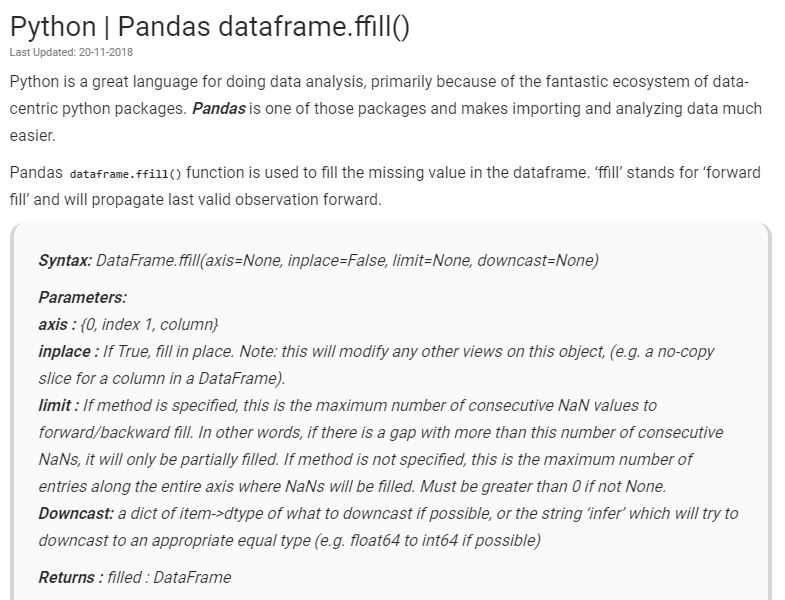 Python | Pandas dataframe.ffill()
Last Updated: 20-11-2018
Python is a great language for doing data analysis, primarily because of the fantastic ecosystem of data-
centric python packages. Pandas is one of those packages and makes importing and analyzing data much
easier.
Pandas dataframe.ffill() function is used to fill the missing value in the dataframe. ‘ffill’ stands for ‘forward
fill’ and will propagate last valid observation forward.
Syntax: DataFrame.ffill(axis=None, inplace=False, limit=None, downcast=None)
Parameters:
axis : {0, index 1, column}
inplace : If True, fill in place. Note: this will modify any other views on this object, (e.g. a no-copy
slice for a column in a DataFrame).
limit : If method is specified, this is the maximum number of consecutive NaN values to
forward/backward fill. In other words, if there is a gap with more than this number of consecutive
NaNs, it will only be partially filled. If method is not specified, this is the maximum number of
entries along the entire axis where NaNs will be filled. Must be greater than 0 if not None.
Downcast: a dict of item->dtype of what to downcast if possible, or the string ‘infer’ which will try to
downcast to an appropriate equal type (e.g. float64 to int64 if possible)
Returns : filled : DataFrame